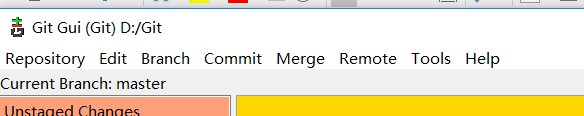 Git Gui (Git) D:/Git
Repository Edit Branch Commit Merge Remote Tools Help
Current Branch: master
Unstaged Changes